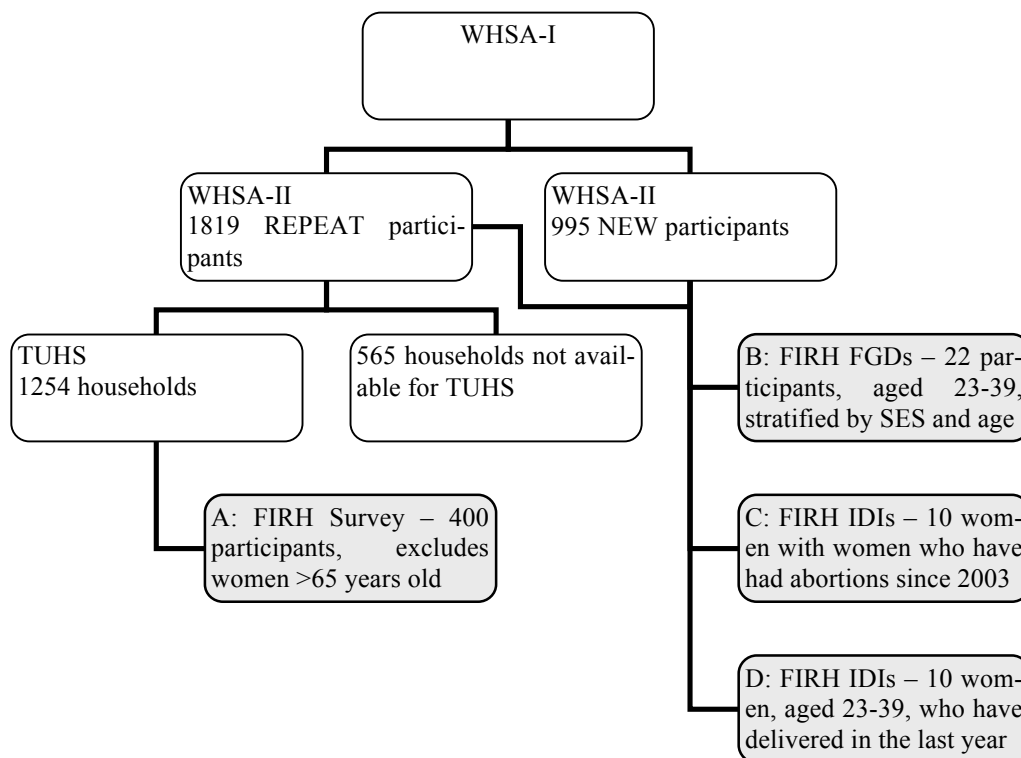 WHSA-I
WHSA-II
1819 REPEAT partici-
pants
WHSA-II
995 NEW participants
TUHS
1254 households
565 households not avail-
able for TUHS
B: FIRH FGDs – 22 par-
ticipants, aged 23-39,
stratified by SES and age
A: FIRH Survey – 400
participants, excludes
women >65 years old
C: FIRH IDIs – 10 wom-
en with women who have
had abortions since 2003
D: FIRH IDIs – 10 wom-
en, aged 23-39, who have
delivered in the last year